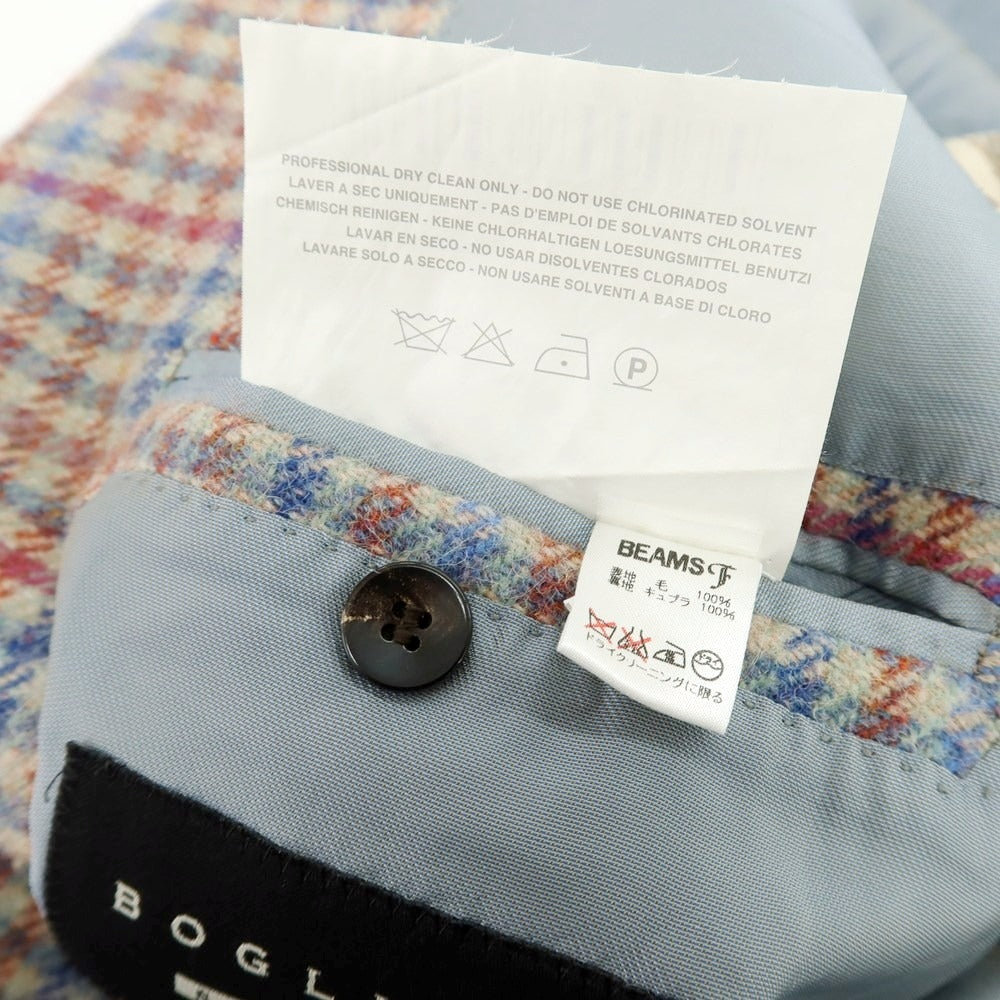 PROFESSIONAL DRY CLEAN ONLY - DO NOT USE CHLORINATED SOLVENT
LAVER A SEC UNIQUEMENT - PAS D'EMPLOI DE SOLVANTS CHLORATES
CHEMISCH REINIGEN - KEINE CHLORHALTIGEN LOESUNGSMITTEL BENUTZI
LAVAR EN SECO - NO USAR DISOLVENTES CLORADOS
LAVARE SOLO A SECCO - NON USARE SOLVENTI A BASE DI CLORO
P
BEAMS F
表地 毛 100%
裏地 キュプラ 100%
ドライ
ドライクリーニングに限る
BOGL